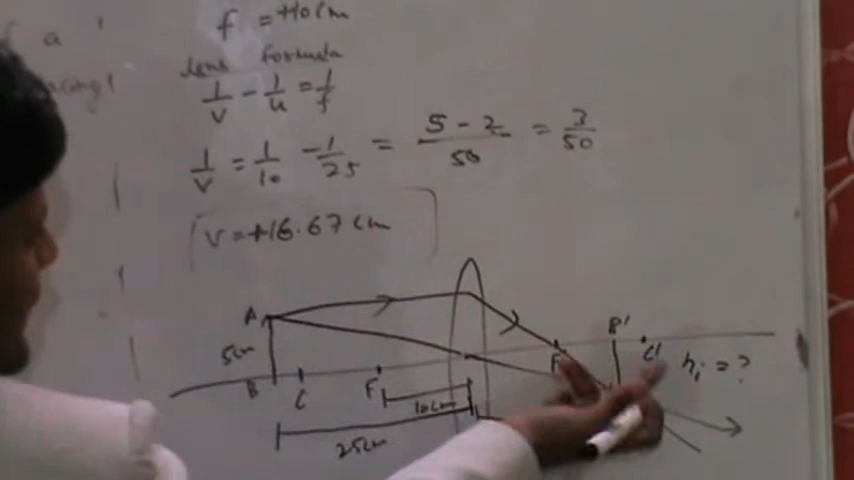 f a
f = +10 cm
Lens formula
1/v - 1/u = 1/f
1/v = 1/10 - 1/25 = 5 - 2/50 = 3/50
v = +16.67 cm
A
B'
5cm
F
C'
hi = ?
B
C
F
10cm
25cm